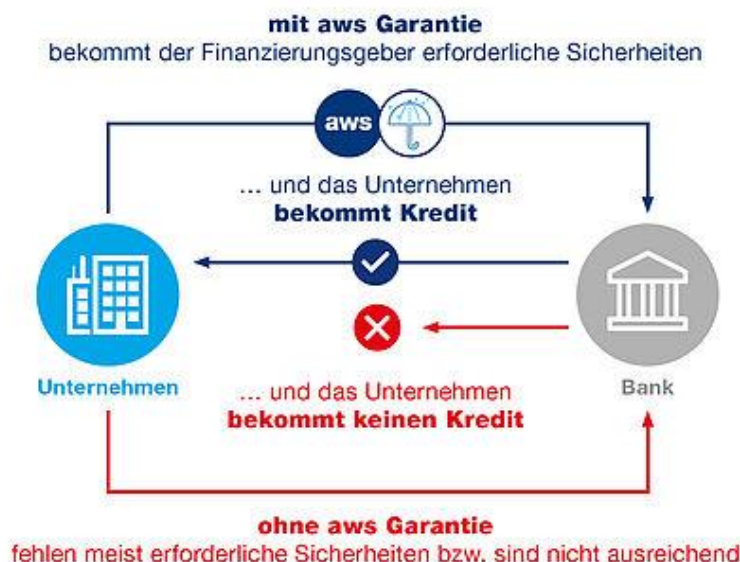 mit aws Garantie
bekommt der Finanzierungsgeber erforderliche Sicherheiten
aws
... und das Unternehmen
bekommt Kredit
Unternehmen
Bank
... und das Unternehmen
bekommt keinen Kredit
ohne aws Garantie
fehlen meist erforderliche Sicherheiten bzw. sind nicht ausreichend